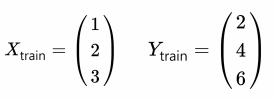 X_train = (1 2 3) Y_train = (2 4 6)